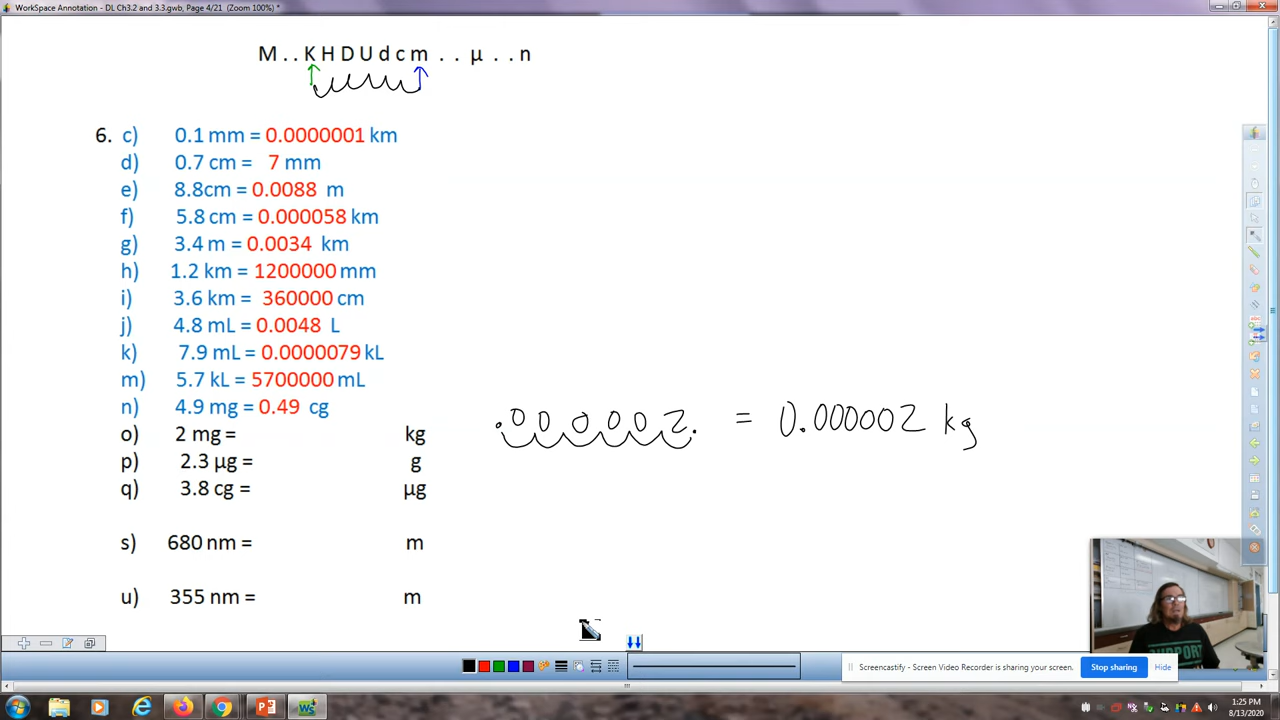 WorkSpace Annotation - DL Ch3.2 and 3.3.gwb, Page 4/21 (Zoom 100%) *
M . . K H D U d c m . . µ . . n
6. c) 0.1 mm = 0.0000001 km
d) 0.7 cm = 7 mm
e) 8.8cm = 0.0088 m
f) 5.8 cm = 0.000058 km
g) 3.4 m = 0.0034 km
h) 1.2 km = 1200000 mm
i) 3.6 km = 360000 cm
j) 4.8 mL = 0.0048 L
k) 7.9 mL = 0.0000079 kL
m) 5.7 kL = 5700000 mL
n) 4.9 mg = 0.49 cg
.000002. = 0.000002 kg
o) 2 mg = kg
p) 2.3 µg = g
q) 3.8 cg = µg
s) 680 nm = m
u) 355 nm = m
Screencastify - Screen Video Recorder is sharing your screen. Stop sharing Hide
1:25 PM
8/13/2020